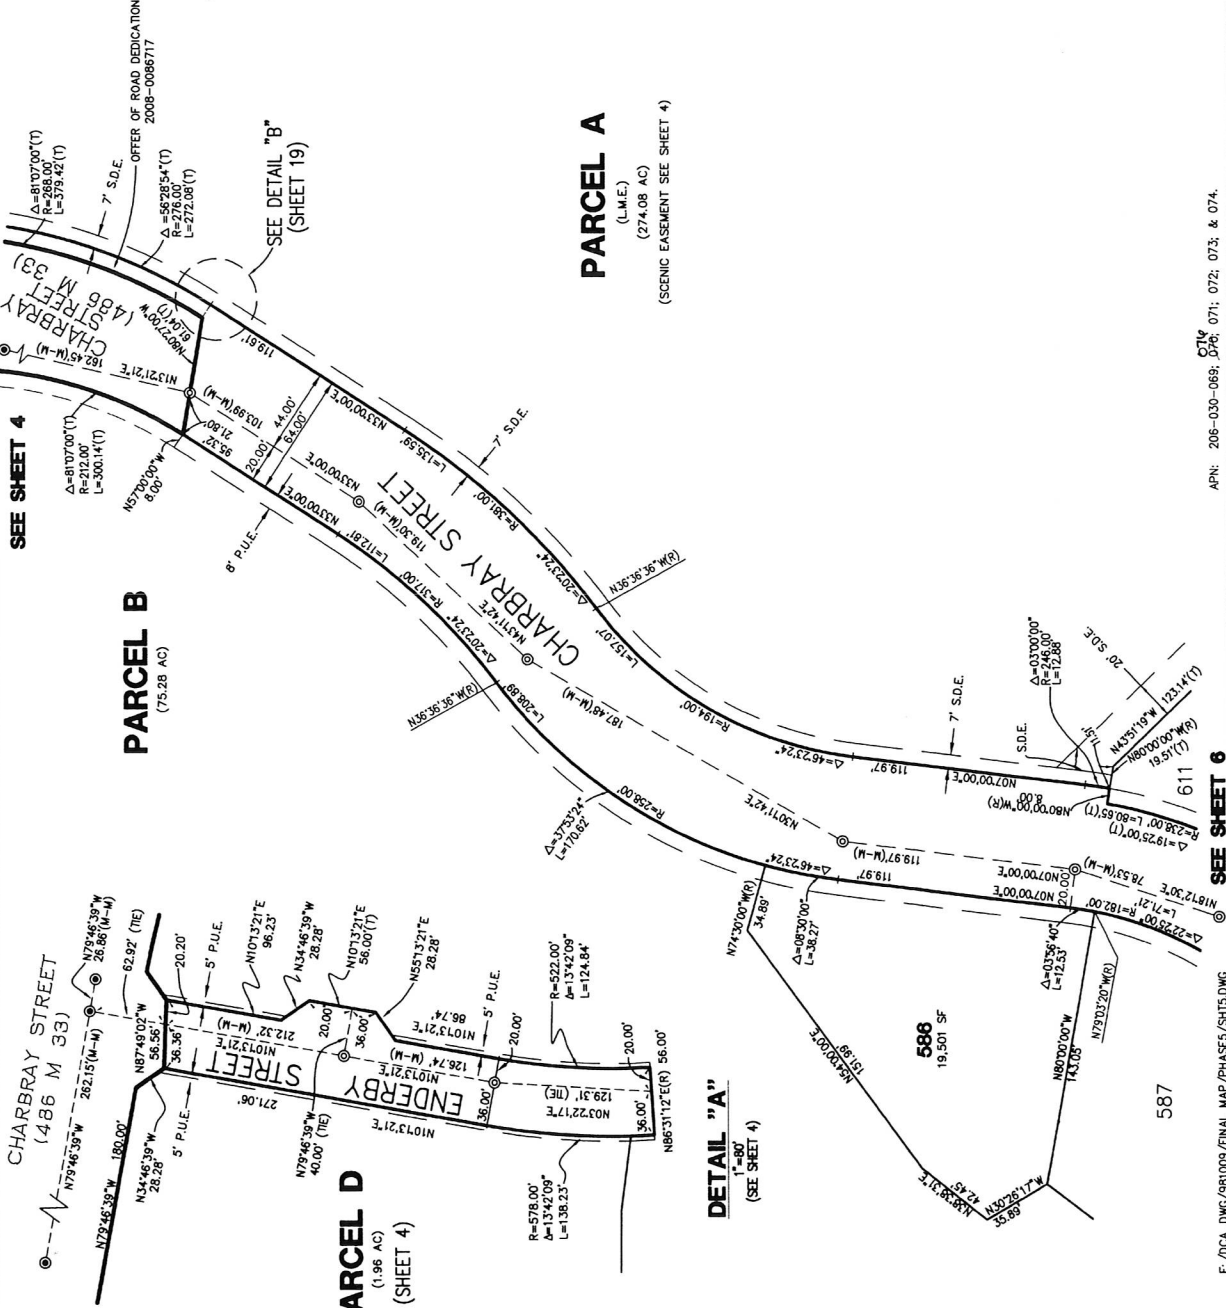 SEE SHEET 4
Δ=81°07'00"(T)
R=268.00'
L=379.42'(T)
7' S.D.E.
OFFER OF ROAD DEDICATION
2008-0086717
Δ=56°28'54"(T)
R=276.00'
L=272.08'(T)
SEE DETAIL "B"
(SHEET 19)
CHARBRAY
STREET
(486 M 33)
162.45'(M-M)
N13°21'21"E
N80°27'00"W
61.04'(T)
Δ=81°07'00"(T)
R=212.00'
L=300.14'(T)
N57°00'00"W
8.00'
95.32'
21.80'
103.99'(M-M)
119.61'
20.00'
44.00'
64.00'
N33°00'00"E
N33°00'00"E
N33°00'00"E
8' P.U.E.
L=112.81'
R=317.00'
Δ=20°23'24"
119.30'(M-M)
N43°11'42"E
L=135.59'
R=381.00'
Δ=20°23'24"
7' S.D.E.
CHARBRAY STREET
N36°36'36"W(R)
N36°36'36"W(R)
L=208.89'
R=258.00'
Δ=46°23'24"
Δ=37°53'24"
L=170.62'
187.48'(M-M)
N30°11'42"E
L=157.07'
R=194.00'
Δ=46°23'24"
119.97'
N07°00'00"E
7' S.D.E.
S.D.E.
119.97'(M-M)
N07°00'00"E
119.97'
N07°00'00"E
Δ=03°00'00"
R=246.00'
L=12.88'
20' S.D.E.
11.51'
N43°51'19"W
123.14'(T)
N80°00'00"W(R)
19.51'(T)
N80°00'00"W(R)
8.00'
R=238.00' L=80.65'(T)
Δ=19°25'00"(T)
611
78.53'(M-M)
N18°12'30"E
20.00'
R=182.00'
L=71.21'
Δ=22°25'00"
Δ=03°56'40"
L=12.53'
N79°03'20"W(R)
N74°30'00"W(R)
34.89'
Δ=08°30'00"
L=38.27'
N54°00'00"E
151.99
588
19,501 SF
N80°00'00"W
143.05'
N38°38'31"E
42.45'
N30°26'17"W
35.89'
587
SEE SHEET 6
PARCEL A
(L.M.E.)
(274.08 AC)
(SCENIC EASEMENT SEE SHEET 4)
PARCEL B
(75.28 AC)
CHARBRAY STREET
(486 M 33)
N79°46'39"W
262.15'(M-M)
N79°46'39"W
26.86'(M-M)
62.92' (TIE)
N79°46'39"W 180.00'
N34°46'39"W
28.28'
N87°49'02"W
56.56'
36.36'
20.20'
5' P.U.E.
5' P.U.E.
N10°13'21"E
96.23'
N34°46'39"W
28.28'
N10°13'21"E
56.00'(T)
N55°13'21"E
28.28'
212.32' (M-M)
N10°13'21"E
20.00'
36.00'
N79°46'39"W
40.00' (TIE)
271.06'
N10°13'21"E
ENDERBY STREET
126.74' (M-M)
N10°13'21"E
86.74'
N10°13'21"E
5' P.U.E.
20.00'
36.00'
129.31' (TIE)
N03°22'17"E
R=522.00'
Δ=13°42'09"
L=124.84'
R=578.00'
Δ=13°42'09"
L=138.23'
20.00'
36.00'
56.00'
N86°31'12"E(R)
ARCEL D
(1.96 AC)
(SHEET 4)
DETAIL "A"
1"=80'
(SEE SHEET 4)
074
APN: 206-030-069; 070; 071; 072; 073; & 074.
F:/DCA DWG/981009/FINAL MAP/PHASE5/SHT5.DWG